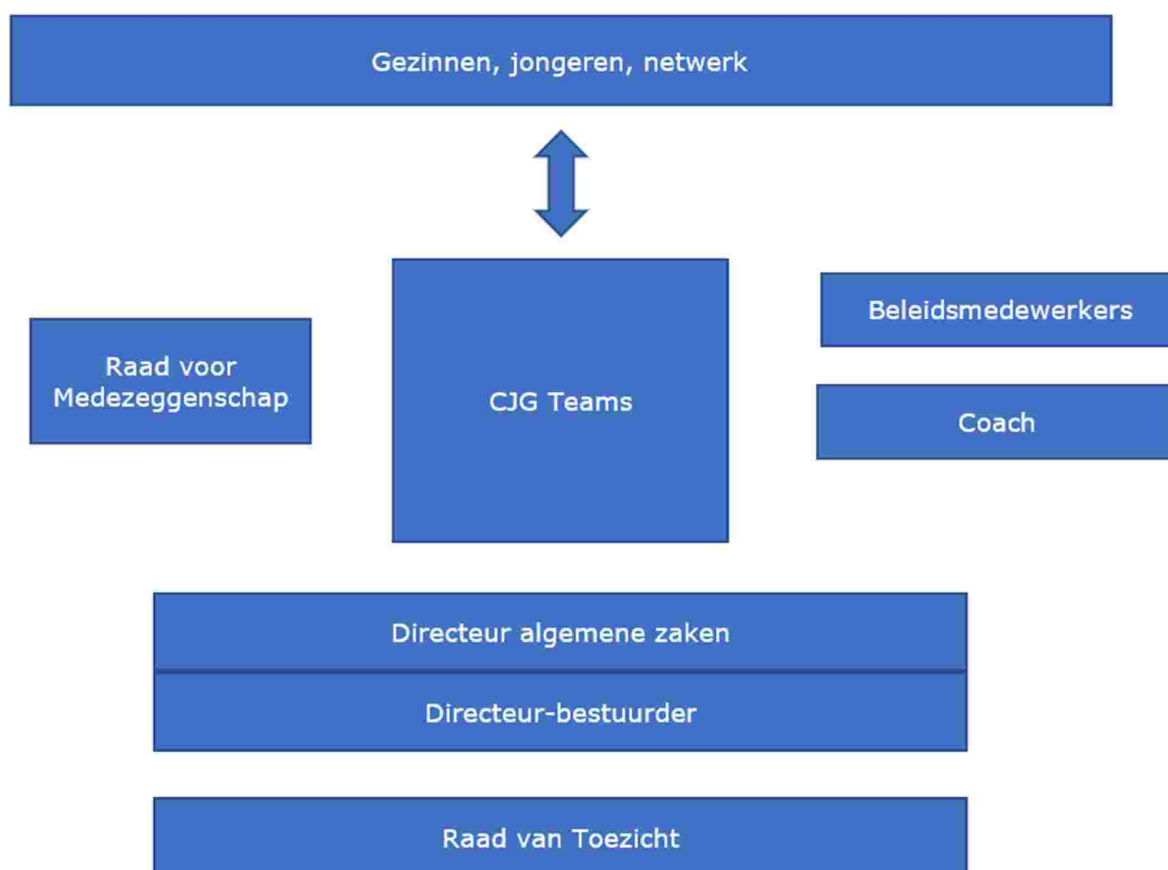 Gezinnen, jongeren, netwerk
Raad voor
Medezeggenschap
CJG Teams
Beleidsmedewerkers
Coach
Directeur algemene zaken
Directeur-bestuurder
Raad van Toezicht